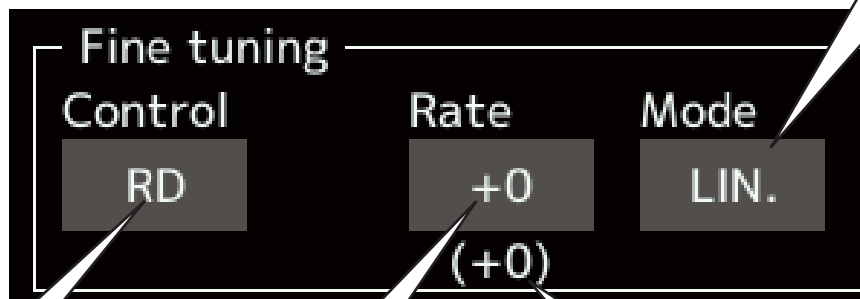 Fine tuning
Control Rate Mode
RD +0 LIN.
(+0)